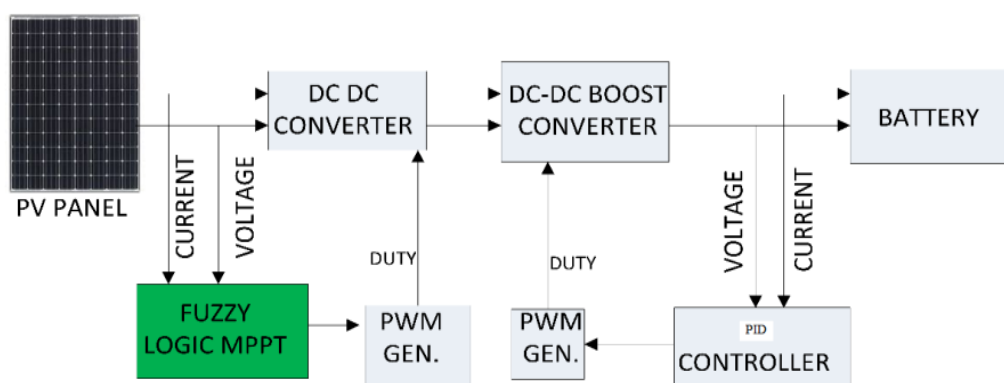 PV PANEL
CURRENT
VOLTAGE
DC DC
CONVERTER
DC-DC BOOST
CONVERTER
BATTERY
FUZZY
LOGIC MPPT
DUTY
PWM
GEN.
DUTY
PWM
GEN.
VOLTAGE
CURRENT
PID
CONTROLLER